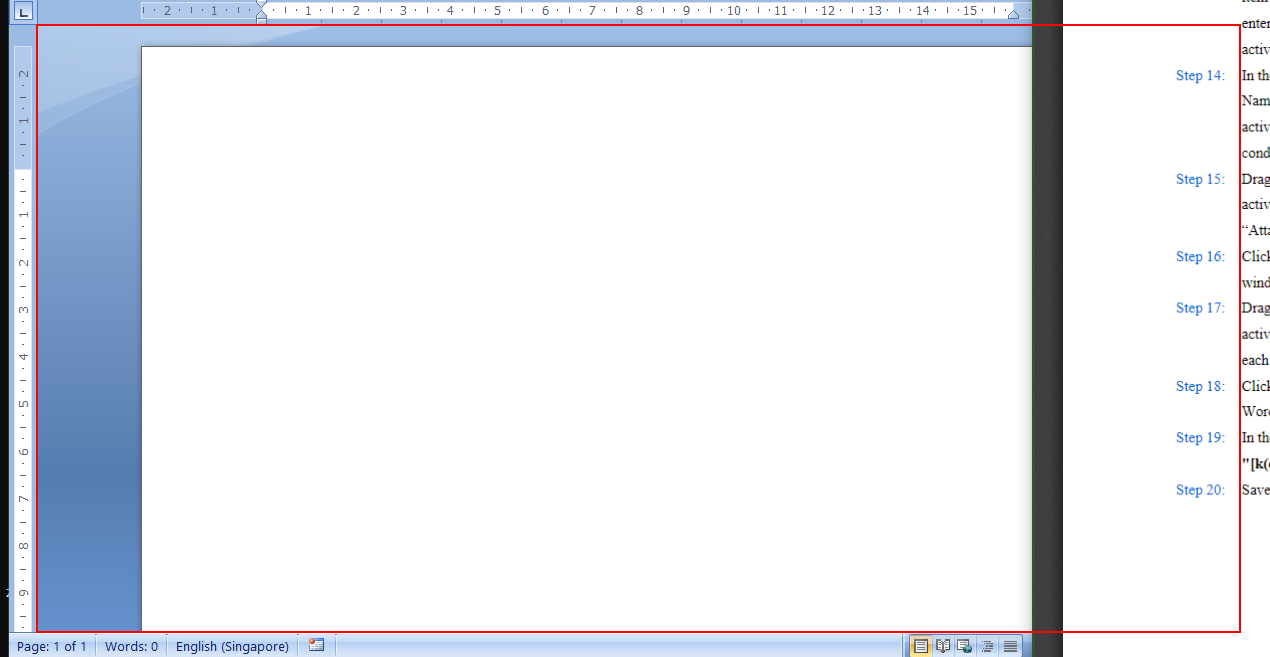 2 1 1 2 3 4 5 6 7 8 9 10 11 12 13 14 15
2
1
1
2
3
4
5
6
7
8
9
enter
activ
Step 14: In the
Nam
activ
cond
Step 15: Drag
activ
“Atta
Step 16: Click
wind
Step 17: Drag
activ
each
Step 18: Click
Word
Step 19: In the
"[k(
Step 20: Save
Page: 1 of 1 Words: 0 English (Singapore)